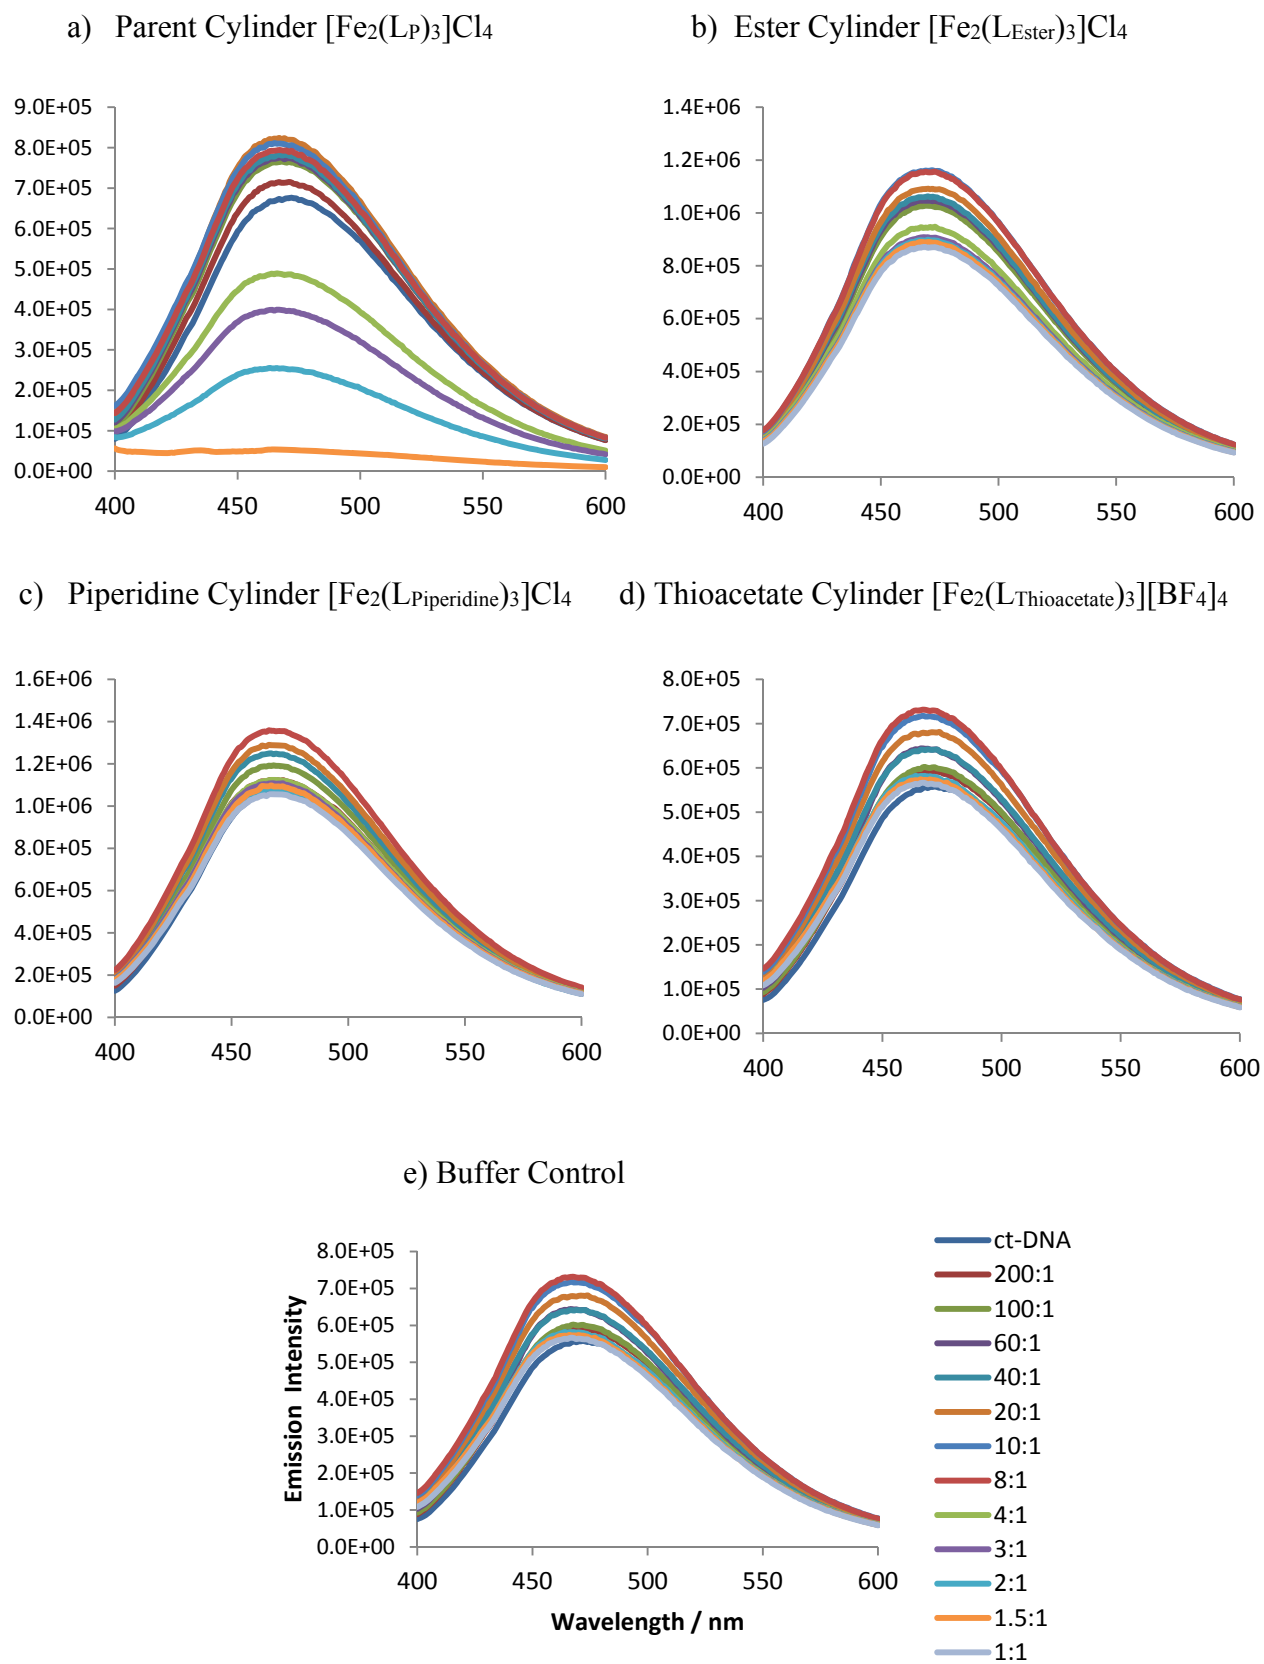 a) Parent Cylinder [Fe2(LP)3]Cl4
b) Ester Cylinder [Fe2(LEster)3]Cl4
9.0E+05
8.0E+05
7.0E+05
6.0E+05
5.0E+05
4.0E+05
3.0E+05
2.0E+05
1.0E+05
0.0E+00
400 450 500 550 600
1.4E+06
1.2E+06
1.0E+06
8.0E+05
6.0E+05
4.0E+05
2.0E+05
0.0E+00
400 450 500 550 600
c) Piperidine Cylinder [Fe2(LPiperidine)3]Cl4
d) Thioacetate Cylinder [Fe2(LThioacetate)3][BF4]4
1.6E+06
1.4E+06
1.2E+06
1.0E+06
8.0E+05
6.0E+05
4.0E+05
2.0E+05
0.0E+00
400 450 500 550 600
8.0E+05
7.0E+05
6.0E+05
5.0E+05
4.0E+05
3.0E+05
2.0E+05
1.0E+05
0.0E+00
400 450 500 550 600
e) Buffer Control
Emission Intensity
8.0E+05
7.0E+05
6.0E+05
5.0E+05
4.0E+05
3.0E+05
2.0E+05
1.0E+05
0.0E+00
400 450 500 550 600
Wavelength / nm
ct-DNA
200:1
100:1
60:1
40:1
20:1
10:1
8:1
4:1
3:1
2:1
1.5:1
1:1